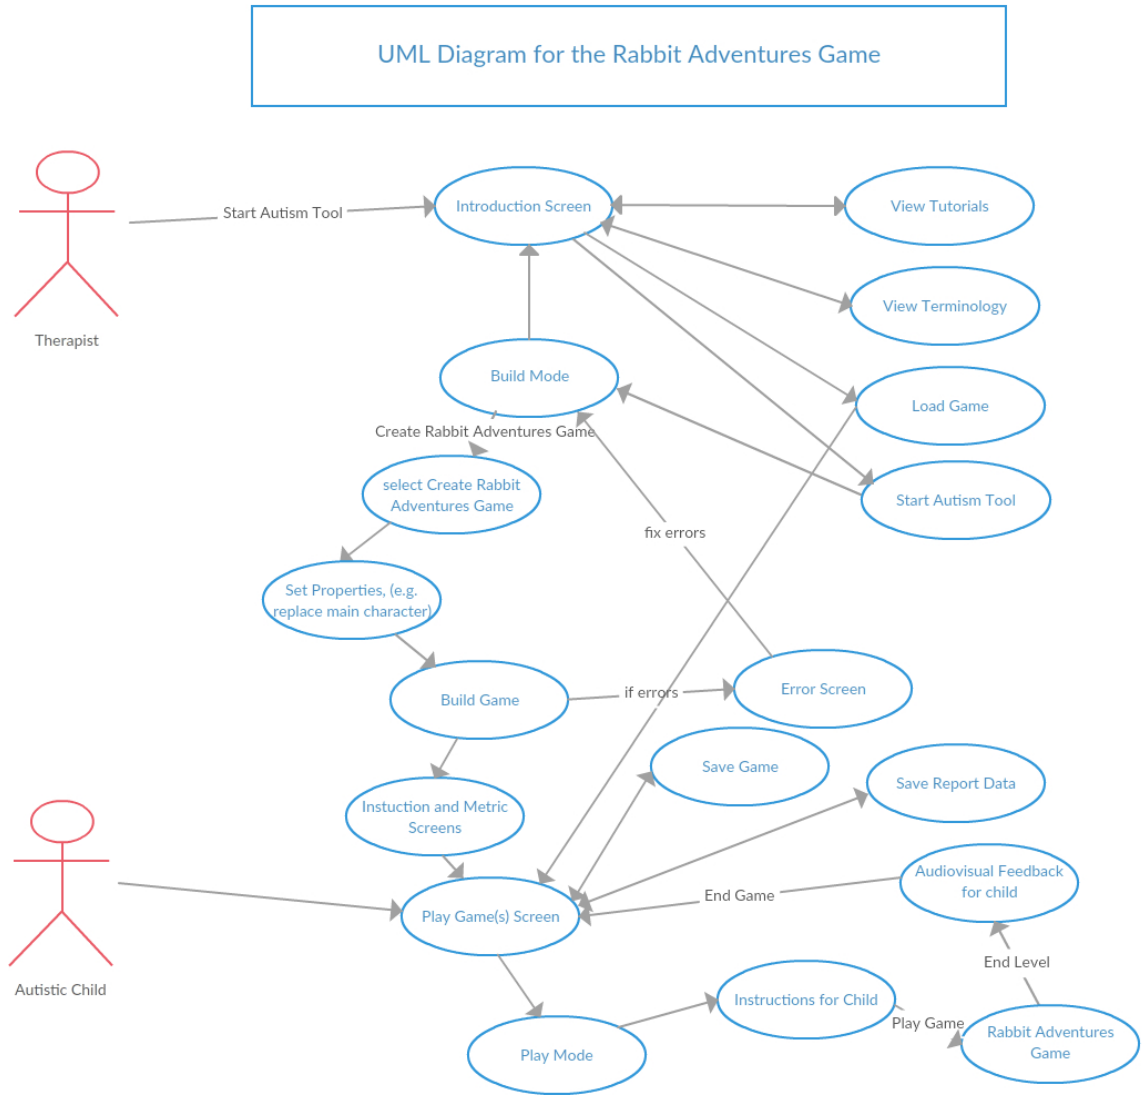 UML Diagram for the Rabbit Adventures Game
Start Autism Tool
Introduction Screen
View Tutorials
View Terminology
Therapist
Build Mode
Load Game
Create Rabbit Adventures Game
select Create Rabbit
Adventures Game
Start Autism Tool
fix errors
Set Properties, (e.g.
replace main character)
Build Game
if errors
Error Screen
Save Game
Save Report Data
Instuction and Metric
Screens
Audiovisual Feedback
for child
End Game
Play Game(s) Screen
End Level
Autistic Child
Instructions for Child
Play Game
Rabbit Adventures
Game
Play Mode